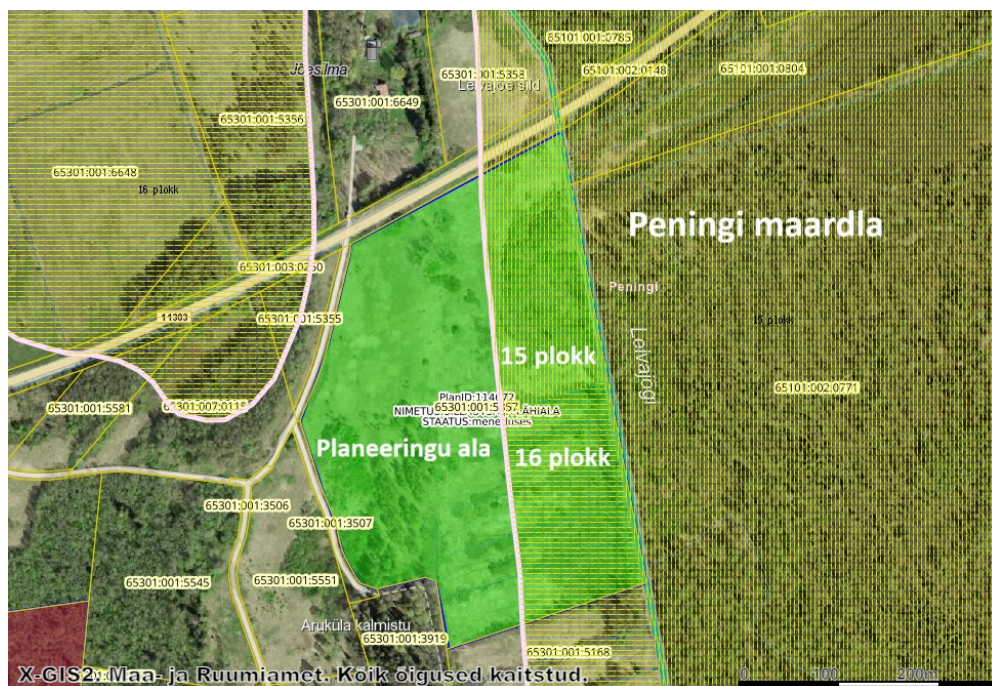 65101:001:0785
Jõesilma
65301:001:5358
65101:002:0148
65101:001:0804
Leivajõe sild
65301:001:6649
65301:001:5356
65301:001:6648
16 plokk
Peningi maardla
65301:003:0260
Peningi
11303
65301:001:5355
15 plokk
Leivajõgi
15 plokk
65101:002:0771
PlanID:114072
65301:001:5357
STAATUS:menetluses
65301:001:5581
65301:007:0115
Planeeringu ala
16 plokk
65301:001:3506
65301:001:3507
65301:001:5545
65301:001:5551
Aruküla kalmistu
65301:001:3919
65301:001:5168
X-GIS2. Maa- ja Ruumiamet. Kõik õigused kaitstud.
0 100 200m